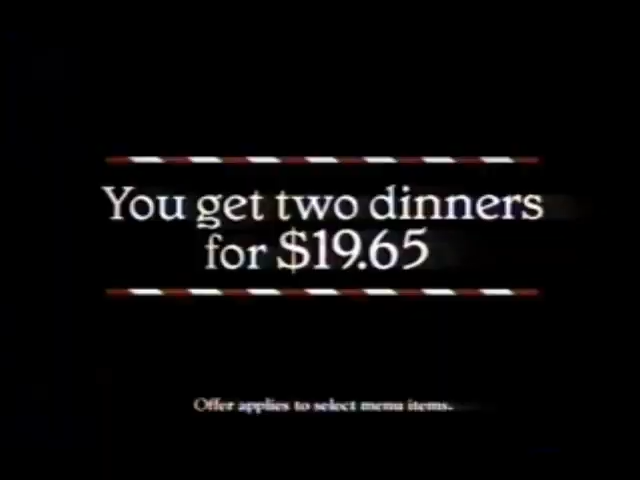 You get two dinners
for $19.65
Offer applies to select menu items.